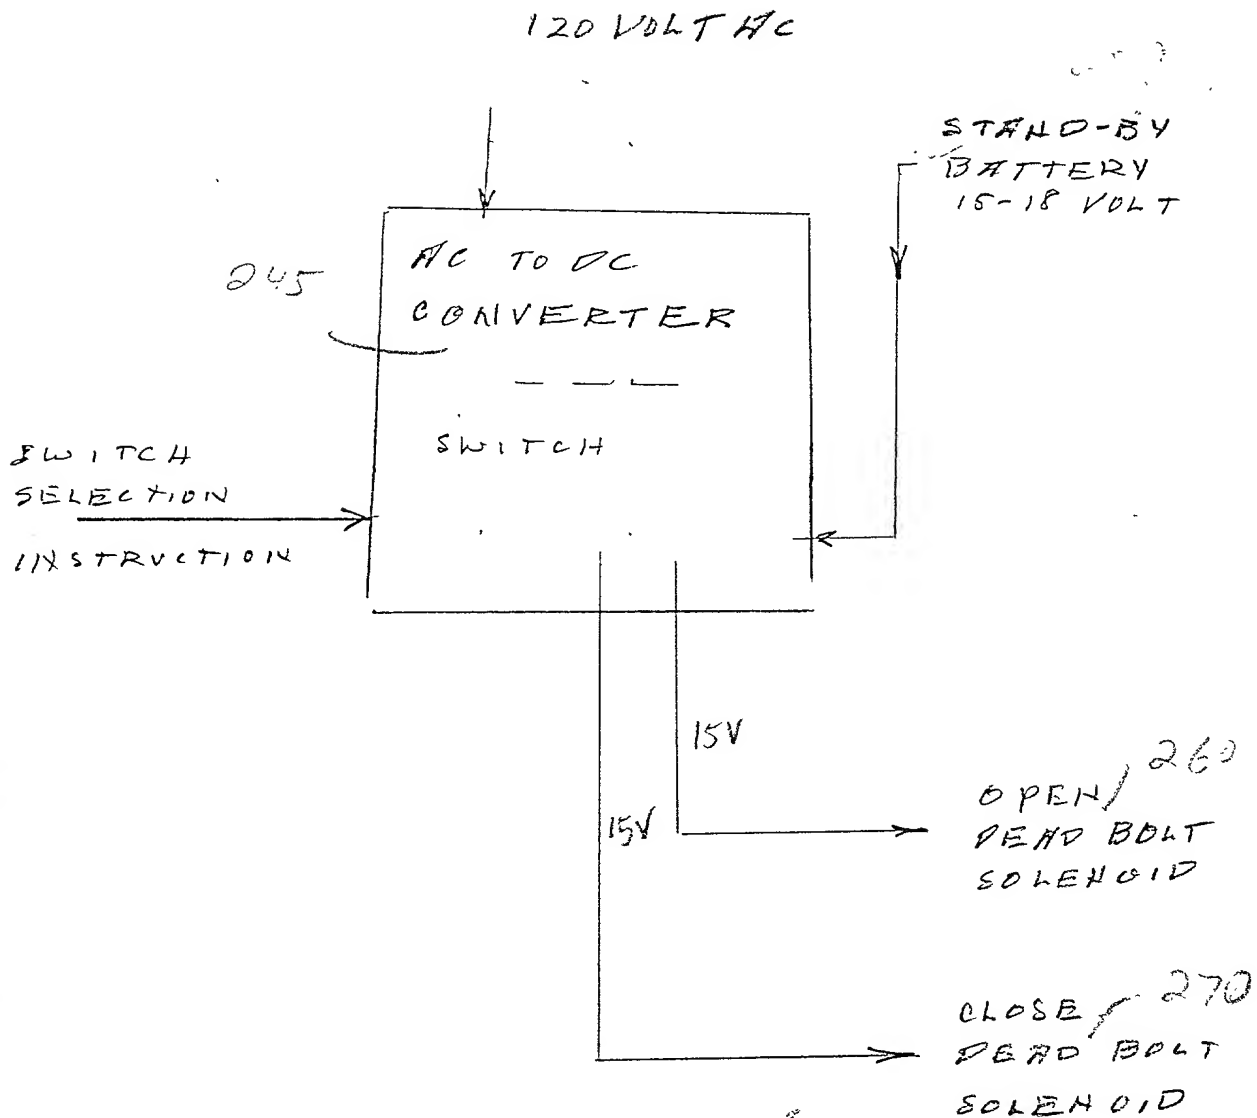 120 VOLT AC
STAND-BY
BATTERY
15-18 VOLT
AC TO DC
CONVERTER
245
SWITCH
SWITCH
SELECTION
INSTRUCTION
15V
15V
OPEN 260
DEAD BOLT
SOLENOID
CLOSE 270
DEAD BOLT
SOLENOID